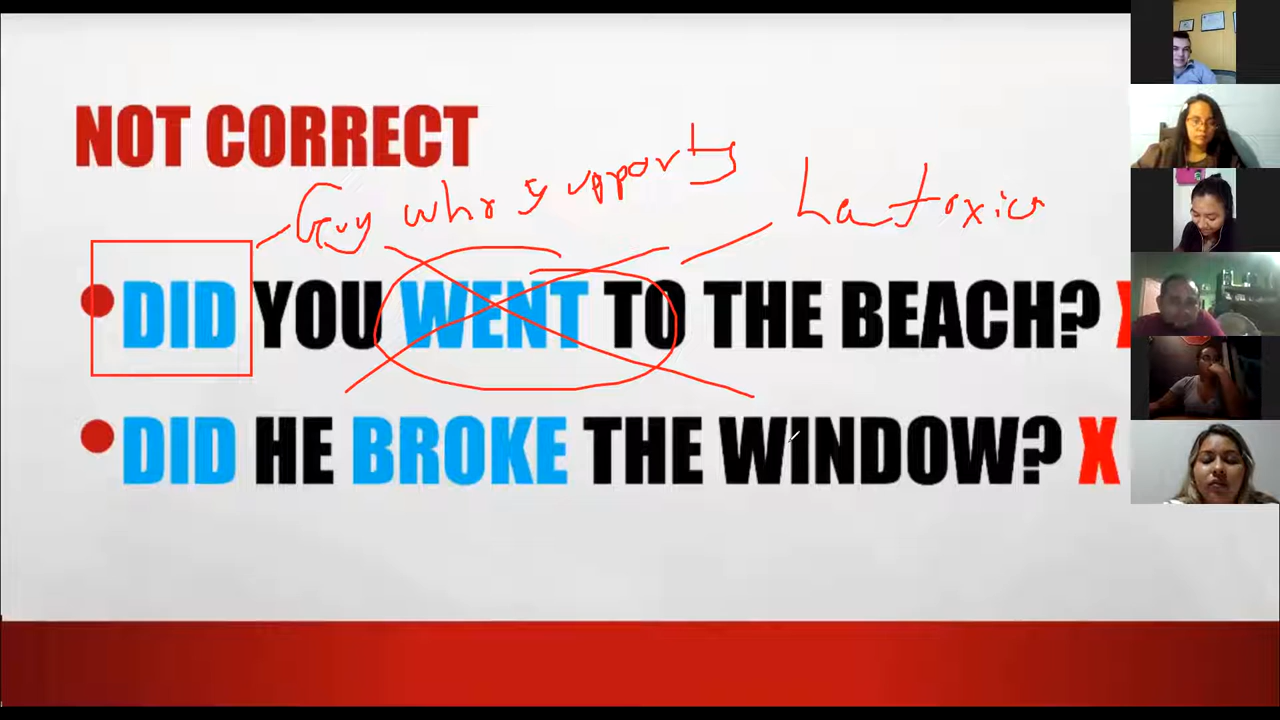 NOT CORRECT
Guy who supports
La toxica
•DID YOU WENT TO THE BEACH? X
•DID HE BROKE THE WINDOW? X